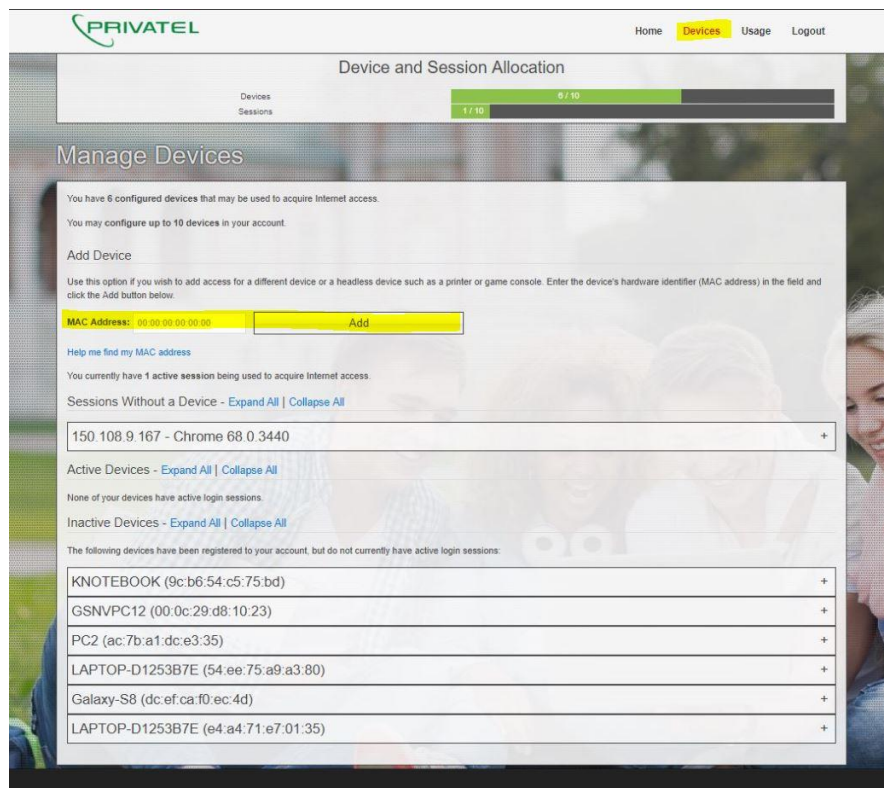 PRIVATEL
Home Devices Usage Logout
Device and Session Allocation
Devices 6 / 10
Sessions 1 / 10
Manage Devices
You have 6 configured devices that may be used to acquire Internet access.
You may configure up to 10 devices in your account.
Add Device
Use this option if you wish to add access for a different device or a headless device such as a printer or game console. Enter the device's hardware identifier (MAC address) in the field and
click the Add button below.
MAC Address: 00:00:00:00:00:00 Add
Help me find my MAC address
You currently have 1 active session being used to acquire Internet access.
Sessions Without a Device - Expand All | Collapse All
150.108.9.167 - Chrome 68.0.3440 +
Active Devices - Expand All | Collapse All
None of your devices have active login sessions.
Inactive Devices - Expand All | Collapse All
The following devices have been registered to your account, but do not currently have active login sessions:
KNOTEBOOK (9c:b6:54:c5:75:bd) +
GSNVPC12 (00:0c:29:d8:10:23) +
PC2 (ac:7b:a1:dc:e3:35) +
LAPTOP-D1253B7E (54:ee:75:a9:a3:80) +
Galaxy-S8 (dc:ef:ca:f0:ec:4d) +
LAPTOP-D1253B7E (e4:a4:71:e7:01:35) +